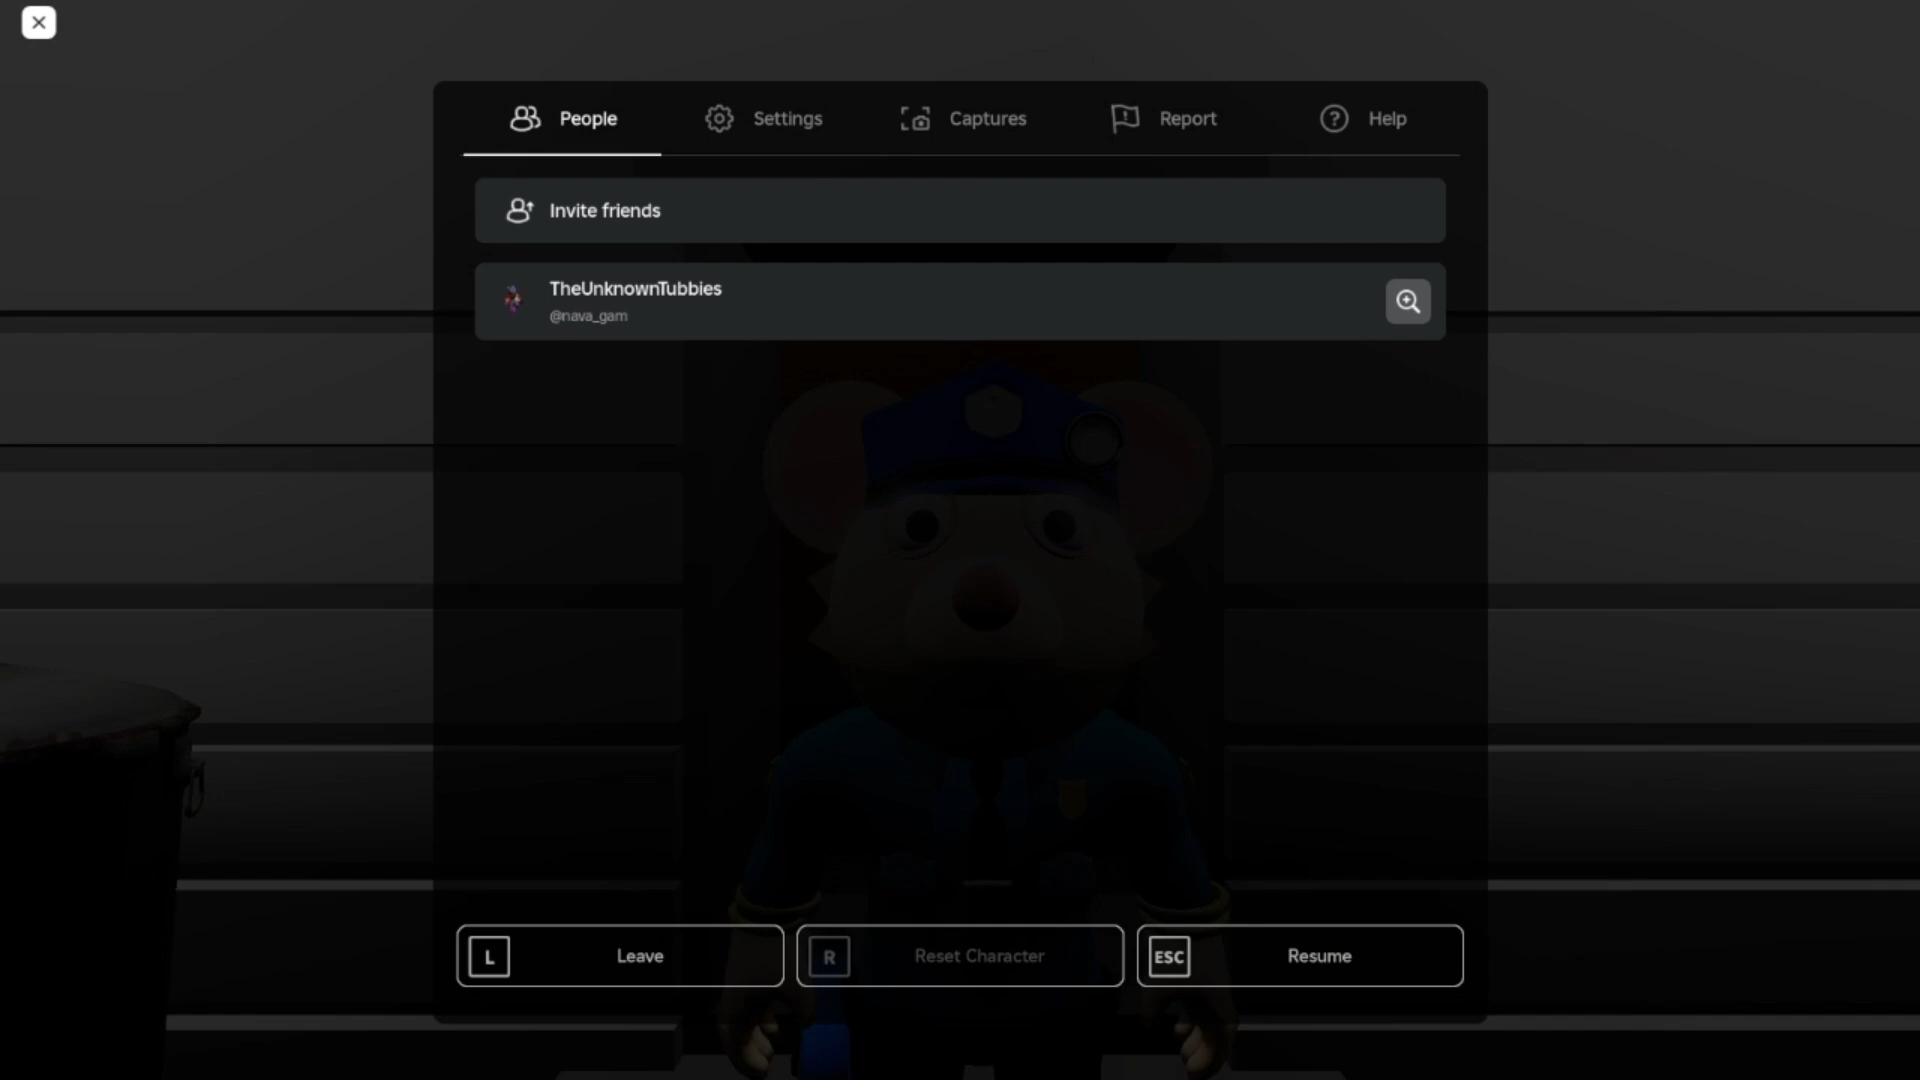 People
Settings
Captures
Report
Help
Invite friends
TheUnknownTubbies
@nava_gam
L
Leave
R
Reset Character
ESC
Resume